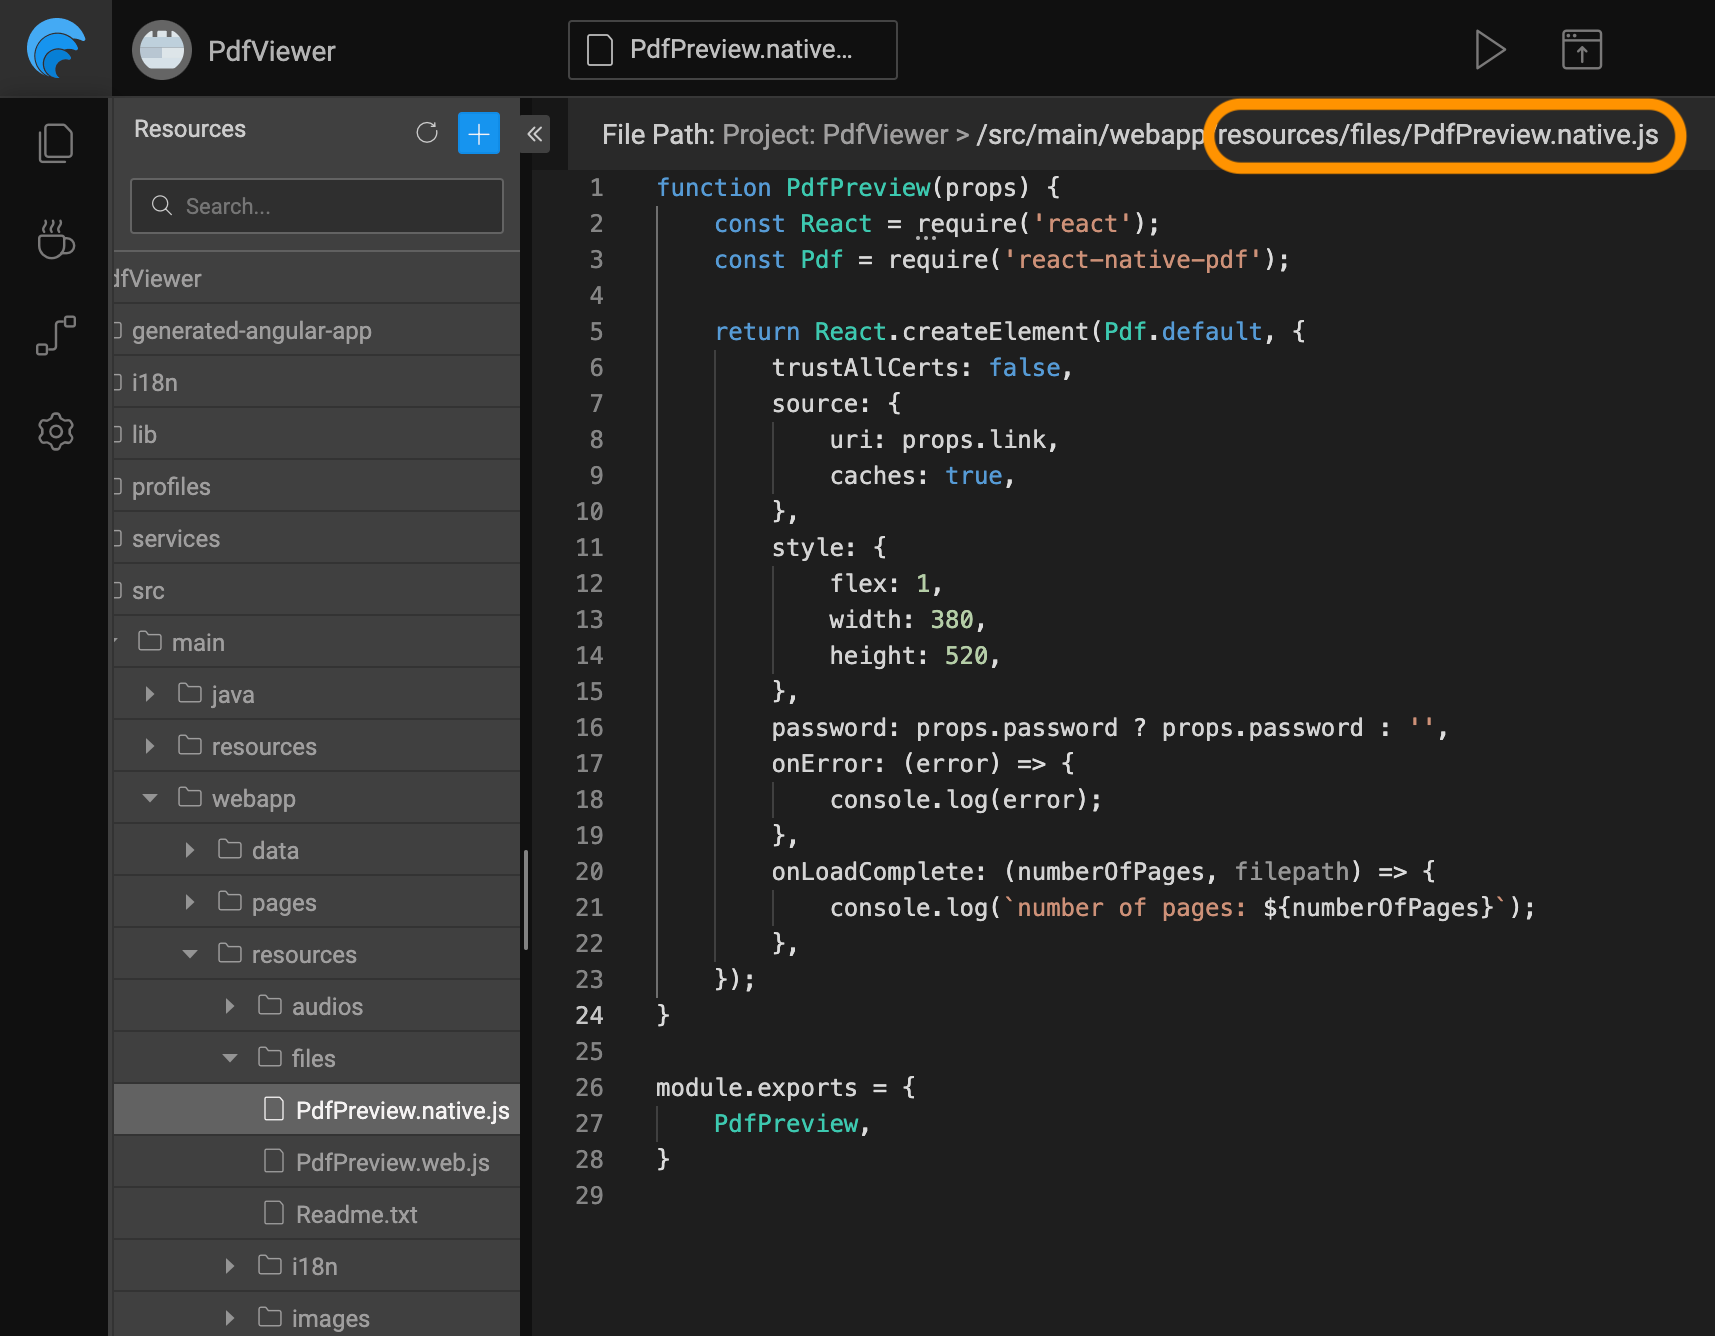 PdfViewer
PdfPreview.native...
Resources
Search...
dfViewer
generated-angular-app
i18n
lib
profiles
services
src
main
java
resources
webapp
data
pages
resources
audios
files
PdfPreview.native.js
PdfPreview.web.js
Readme.txt
i18n
images
File Path: Project: PdfViewer > /src/main/webapp resources/files/PdfPreview.native.js
1 function PdfPreview(props) {
2 const React = require('react');
3 const Pdf = require('react-native-pdf');
4
5 return React.createElement(Pdf.default, {
6 trustAllCerts: false,
7 source: {
8 uri: props.link,
9 caches: true,
10 },
11 style: {
12 flex: 1,
13 width: 380,
14 height: 520,
15 },
16 password: props.password ? props.password : '',
17 onError: (error) => {
18 console.log(error);
19 },
20 onLoadComplete: (numberOfPages, filepath) => {
21 console.log(`number of pages: ${numberOfPages}`);
22 },
23 });
24 }
25
26 module.exports = {
27 PdfPreview,
28 }
29